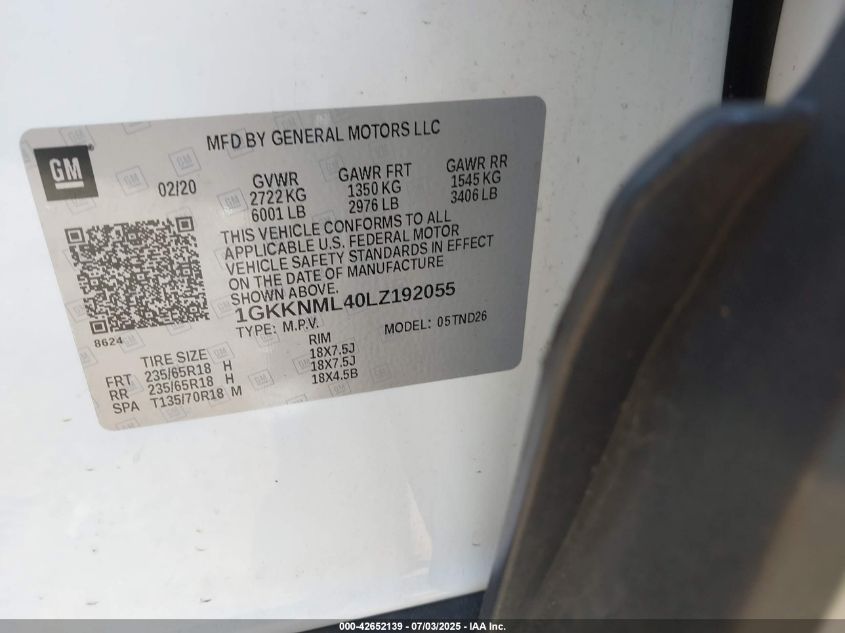 MFD BY GENERAL MOTORS LLC
GM
02/20
GVWR GAWR FRT GAWR RR
2722 KG 1350 KG 1545 KG
6001 LB 2976 LB 3406 LB
THIS VEHICLE CONFORMS TO ALL
APPLICABLE U.S. FEDERAL MOTOR
VEHICLE SAFETY STANDARDS IN EFFECT
ON THE DATE OF MANUFACTURE
SHOWN ABOVE.
1GKKNML40LZ192055
TYPE: M.P.V. MODEL: 05TND26
8624
TIRE SIZE RIM
FRT 235/65R18 H 18X7.5J
RR 235/65R18 H 18X7.5J
SPA T135/70R18 M 18X4.5B
000-42652139 - 07/03/2025 - IAA Inc.